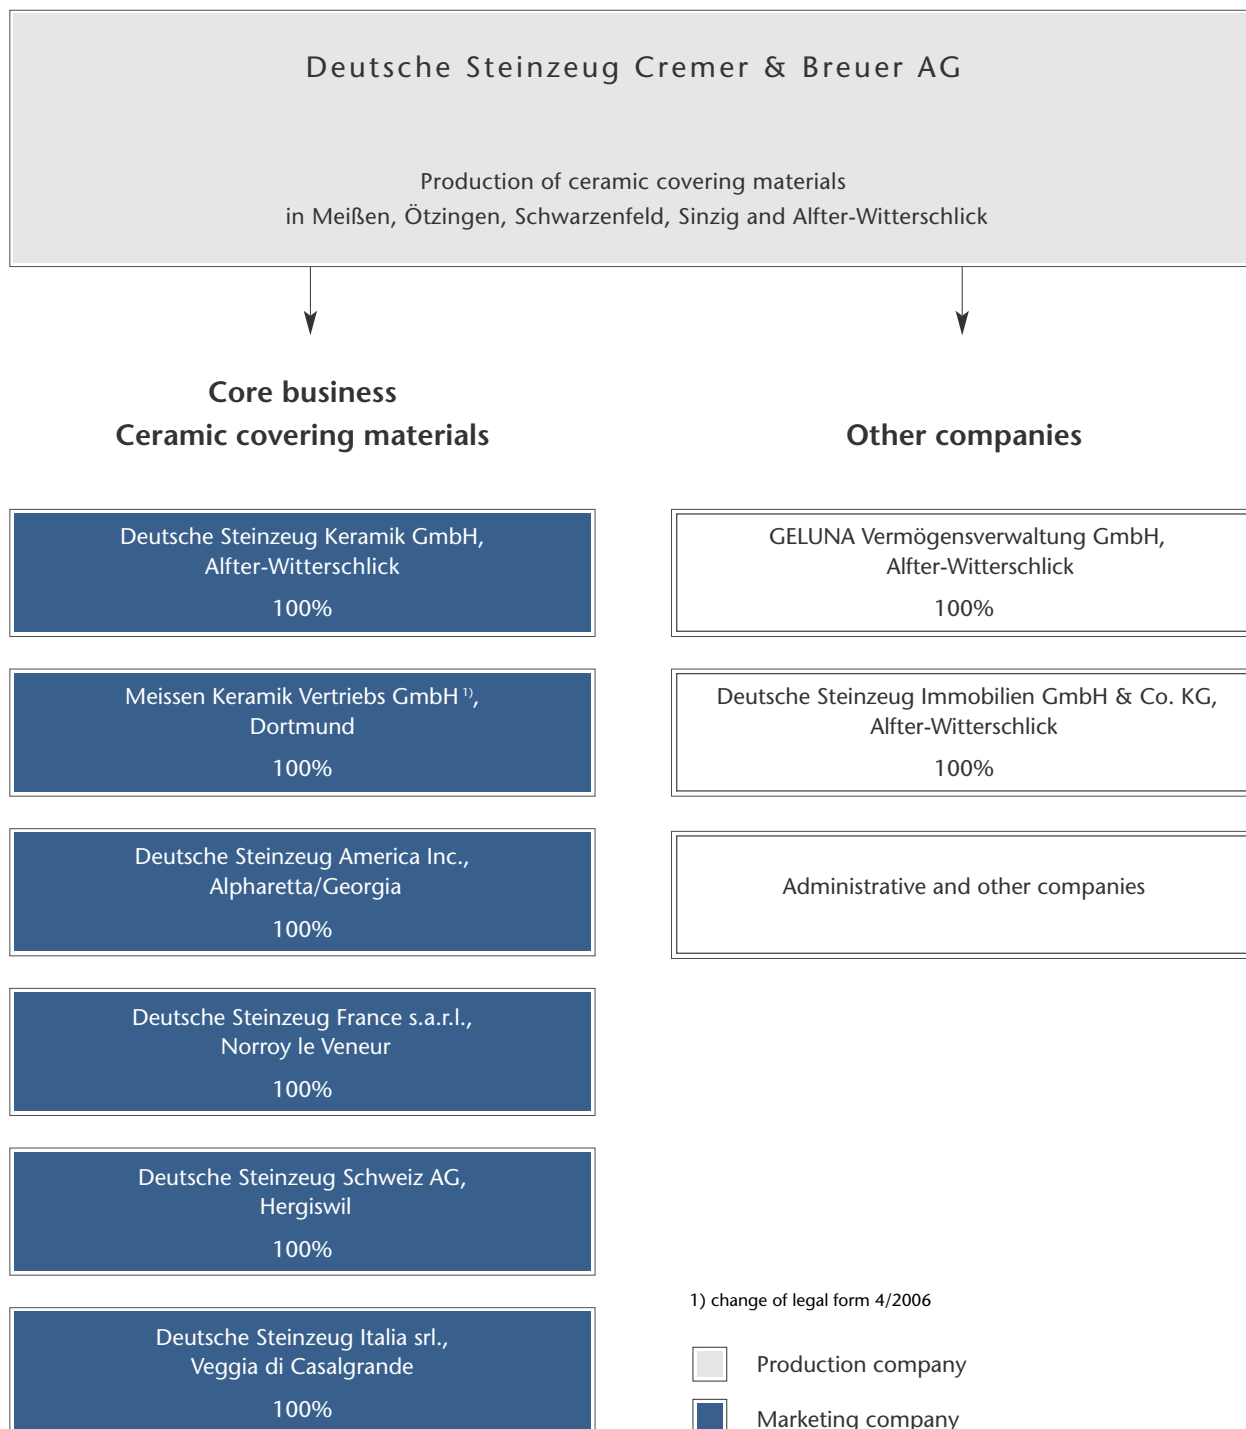 Deutsche Steinzeug Cremer & Breuer AG
Production of ceramic covering materials
in Meißen, Ötzingen, Schwarzenfeld, Sinzig and Alfter-Witterschlick
Core business
Ceramic covering materials
Deutsche Steinzeug Keramik GmbH,
Alfter-Witterschlick
100%
Meissen Keramik Vertriebs GmbH 1),
Dortmund
100%
Deutsche Steinzeug America Inc.,
Alpharetta/Georgia
100%
Deutsche Steinzeug France s.a.r.l.,
Norroy le Veneur
100%
Deutsche Steinzeug Schweiz AG,
Hergiswil
100%
Deutsche Steinzeug Italia srl.,
Veggia di Casalgrande
100%
Other companies
GELUNA Vermögensverwaltung GmbH,
Alfter-Witterschlick
100%
Deutsche Steinzeug Immobilien GmbH & Co. KG,
Alfter-Witterschlick
100%
Administrative and other companies
1) change of legal form 4/2006
Production company
Marketing company